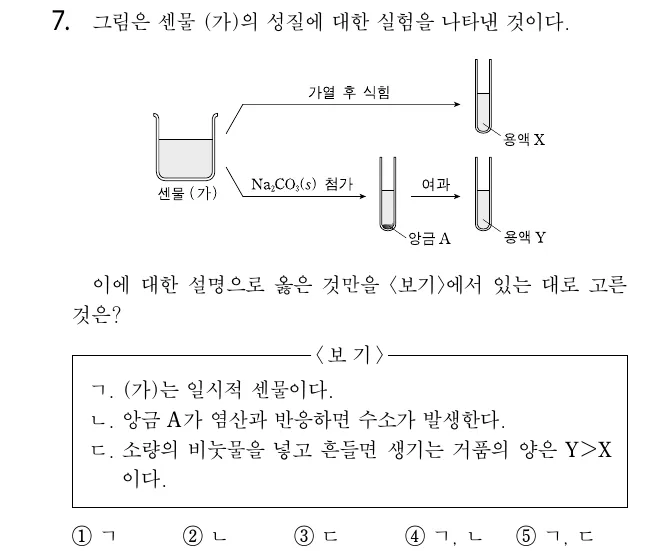 7. 그림은 센물 (가)의 성질에 대한 실험을 나타낸 것이다.
가열 후 식힘
용액 X
센물 (가)
Na₂CO₃(s) 첨가
여과
앙금 A
용액 Y
이에 대한 설명으로 옳은 것만을 〈보기〉에서 있는 대로 고른
것은?
〈보 기〉
ㄱ. (가)는 일시적 센물이다.
ㄴ. 앙금 A가 염산과 반응하면 수소가 발생한다.
ㄷ. 소량의 비눗물을 넣고 흔들면 생기는 거품의 양은 Y>X
이다.
① ㄱ ② ㄴ ③ ㄷ ④ ㄱ, ㄴ ⑤ ㄱ, ㄷ